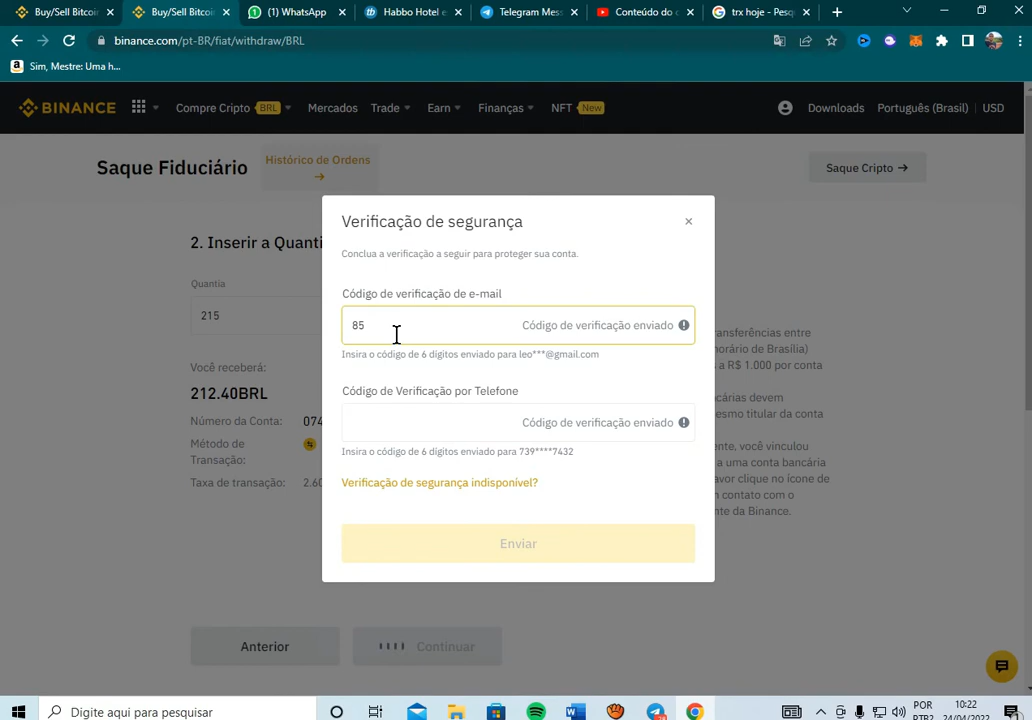 Buy/Sell Bitcoi
Buy/Sell Bitcoi
(1) WhatsApp
Habbo Hotel e
Telegram Mes
Conteúdo do c
trx hoje - Pesqu
binance.com/pt-BR/fiat/withdraw/BRL
Sim, Mestre: Uma h...
BINANCE
Compre Cripto BRL
Mercados
Trade
Earn
Finanças
NFT New
Downloads
Português (Brasil)
USD
Saque Fiduciário
Histórico de Ordens
Saque Cripto
Verificação de segurança
2. Inserir a Quanti
Conclua a verificação a seguir para proteger sua conta.
Quantia
Código de verificação de e-mail
215
85
Código de verificação enviado
ransferências entre
horário de Brasília)
Insira o código de 6 dígitos enviado para leo***@gmail.com
a R$ 1.000 por conta
Você receberá:
212.40BRL
Código de Verificação por Telefone
cárias devem
esmo titular da conta
Número da Conta: 074
Código de verificação enviado
Método de
Transação:
Insira o código de 6 dígitos enviado para 739****7432
ente, você vinculou
a uma conta bancária
Taxa de transação: 2.60
Verificação de segurança indisponível?
avor clique no ícone de
m contato com o
nte da Binance.
Enviar
Anterior
Continuar
Digite aqui para pesquisar
POR
PTB2
10:22
24/04/2022